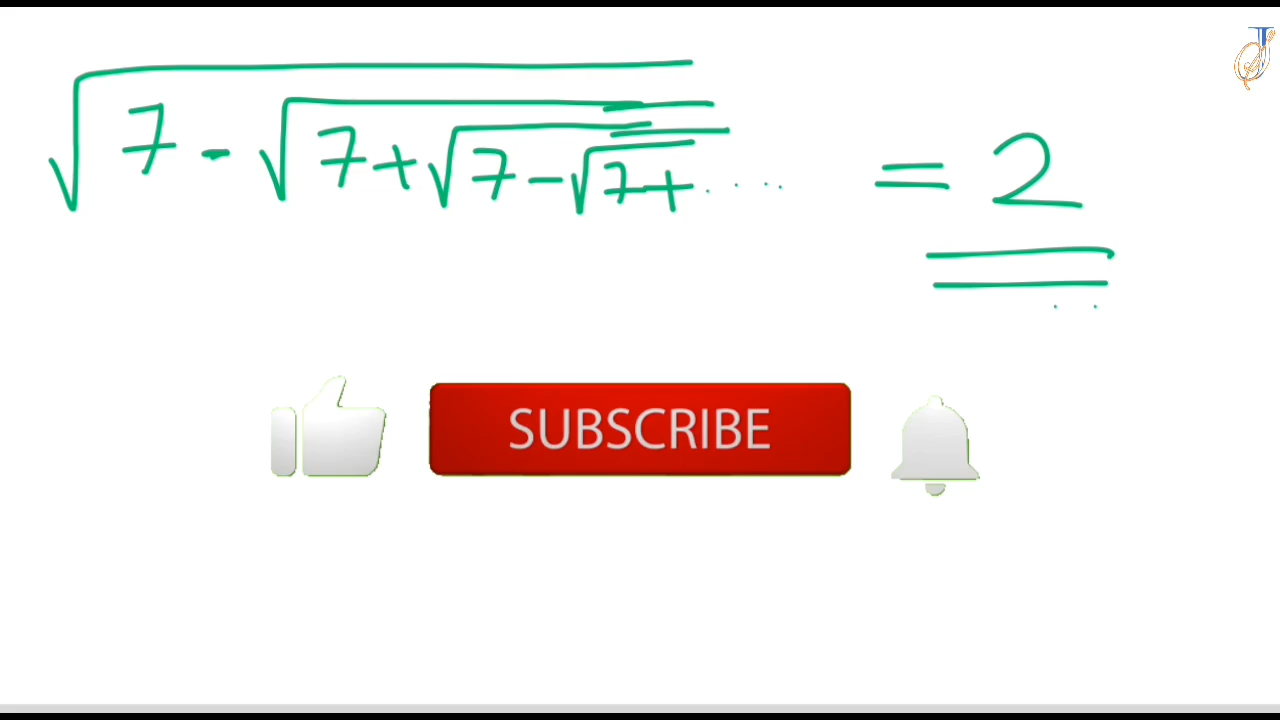 √7 - √7 + √7 - √7 + ..... = 2
SUBSCRIBE